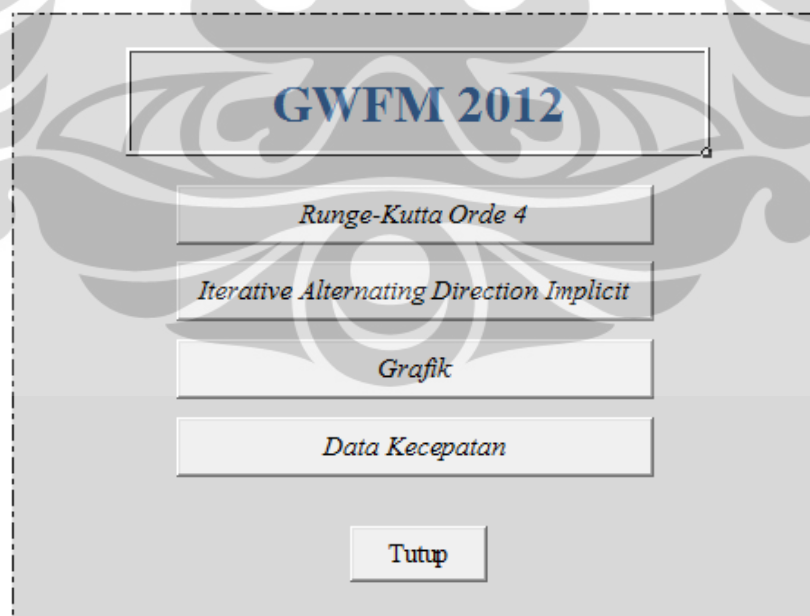 GWFM 2012
Runge-Kutta Orde 4
Iterative Alternating Direction Implicit
Grafik
Data Kecepatan
Tutup